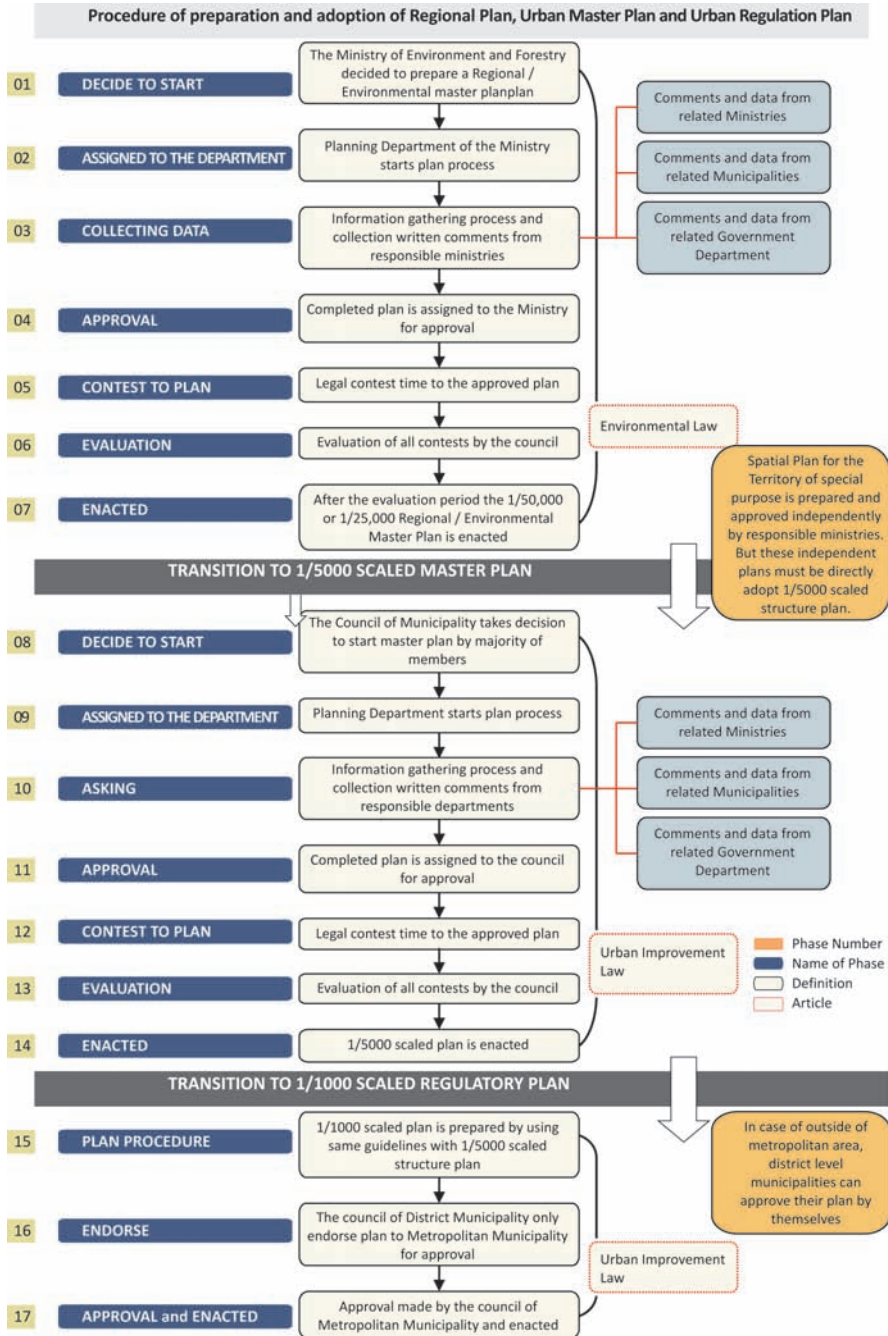 Procedure of preparation and adoption of Regional Plan, Urban Master Plan and Urban Regulation Plan
01
DECIDE TO START
The Ministry of Environment and Forestry
decided to prepare a Regional /
Environmental master planplan
02
ASSIGNED TO THE DEPARTMENT
Planning Department of the Ministry
starts plan process
03
COLLECTING DATA
Information gathering process and
collection written comments from
responsible ministries
Comments and data from
related Ministries
Comments and data from
related Municipalities
Comments and data from
related Government
Department
04
APPROVAL
Completed plan is assigned to the Ministry
for approval
05
CONTEST TO PLAN
Legal contest time to the approved plan
06
EVALUATION
Evaluation of all contests by the council
07
ENACTED
After the evaluation period the 1/50,000
or 1/25,000 Regional / Environmental
Master Plan is enacted
Environmental Law
Spatial Plan for the
Territory of special
purpose is prepared and
approved independently
by responsible ministries.
But these independent
plans must be directly
adopt 1/5000 scaled
structure plan.
TRANSITION TO 1/5000 SCALED MASTER PLAN
08
DECIDE TO START
The Council of Municipality takes decision
to start master plan by majority of
members
09
ASSIGNED TO THE DEPARTMENT
Planning Department starts plan process
10
ASKING
Information gathering process and
collection written comments from
responsible departments
Comments and data from
related Ministries
Comments and data from
related Municipalities
Comments and data from
related Government
Department
11
APPROVAL
Completed plan is assigned to the council
for approval
12
CONTEST TO PLAN
Legal contest time to the approved plan
13
EVALUATION
Evaluation of all contests by the council
14
ENACTED
1/5000 scaled plan is enacted
Urban Improvement
Law
Phase Number
Name of Phase
Definition
Article
TRANSITION TO 1/1000 SCALED REGULATORY PLAN
15
PLAN PROCEDURE
1/1000 scaled plan is prepared by using
same guidelines with 1/5000 scaled
structure plan
16
ENDORSE
The council of District Municipality only
endorse plan to Metropolitan Municipality
for approval
17
APPROVAL and ENACTED
Approval made by the council of
Metropolitan Municipality and enacted
Urban Improvement
Law
In case of outside of
metropolitan area,
district level
municipalities can
approve their plan by
themselves